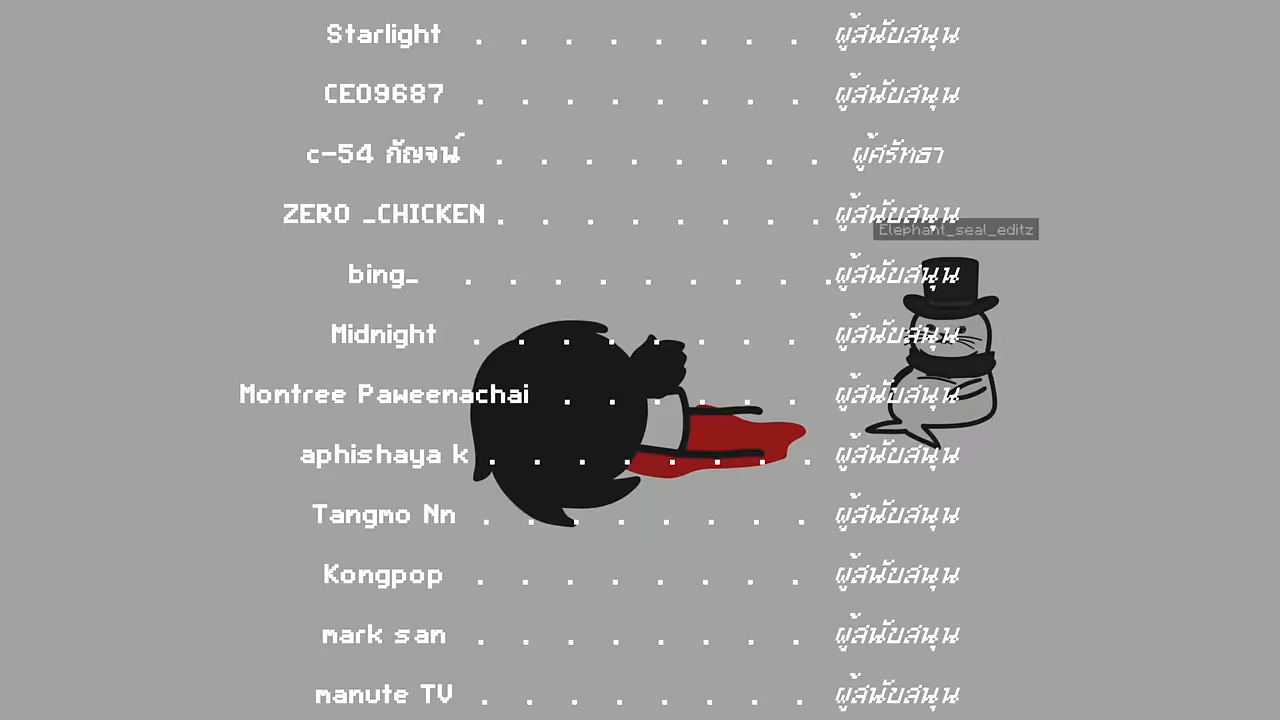 Starlight . . . . . . . . ผู้สนับสนุน
CEO9687 . . . . . . . . ผู้สนับสนุน
c-54 กัญจน์ . . . . . . . . ผู้ศรัทธา
ZERO _CHICKEN . . . . . . . . ผู้สนับสนุน
Elephant_seal_editz
bing_ . . . . . . . . . ผู้สนับสนุน
Midnight . . . . . . . . ผู้สนับสนุน
Montree Paweenachai . . . . . . ผู้สนับสนุน
aphishaya k . . . . . . . . ผู้สนับสนุน
Tangmo Nn . . . . . . . . ผู้สนับสนุน
Kongpop . . . . . . . . ผู้สนับสนุน
mark san . . . . . . . . ผู้สนับสนุน
manute TV . . . . . . . . ผู้สนับสนุน